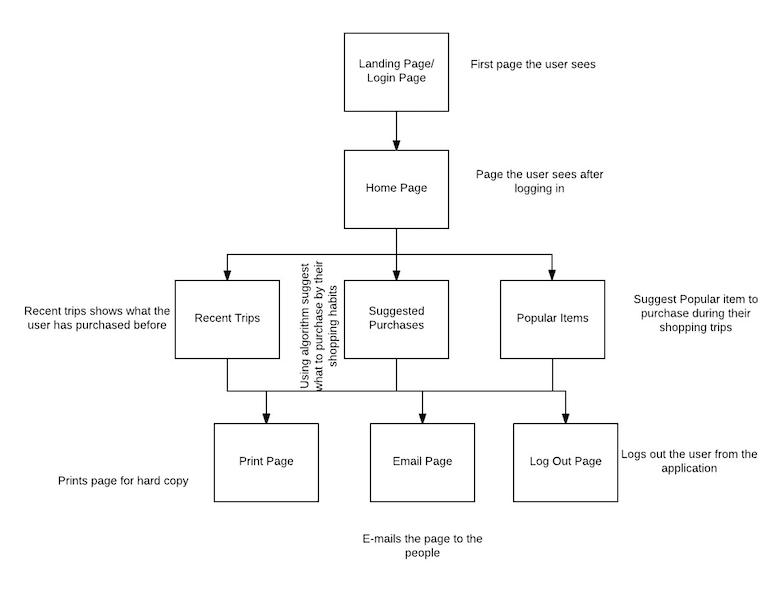 Landing Page/
Login Page
First page the user sees
Home Page
Page the user sees after
logging in
Recent trips shows what the
user has purchased before
Recent Trips
Using algorithm suggest
what to purchase by their
shopping habits
Suggested
Purchases
Popular Items
Suggest Popular item to
purchase during their
shopping trips
Prints page for hard copy
Print Page
Email Page
Log Out Page
Logs out the user from the
application
E-mails the page to the
people